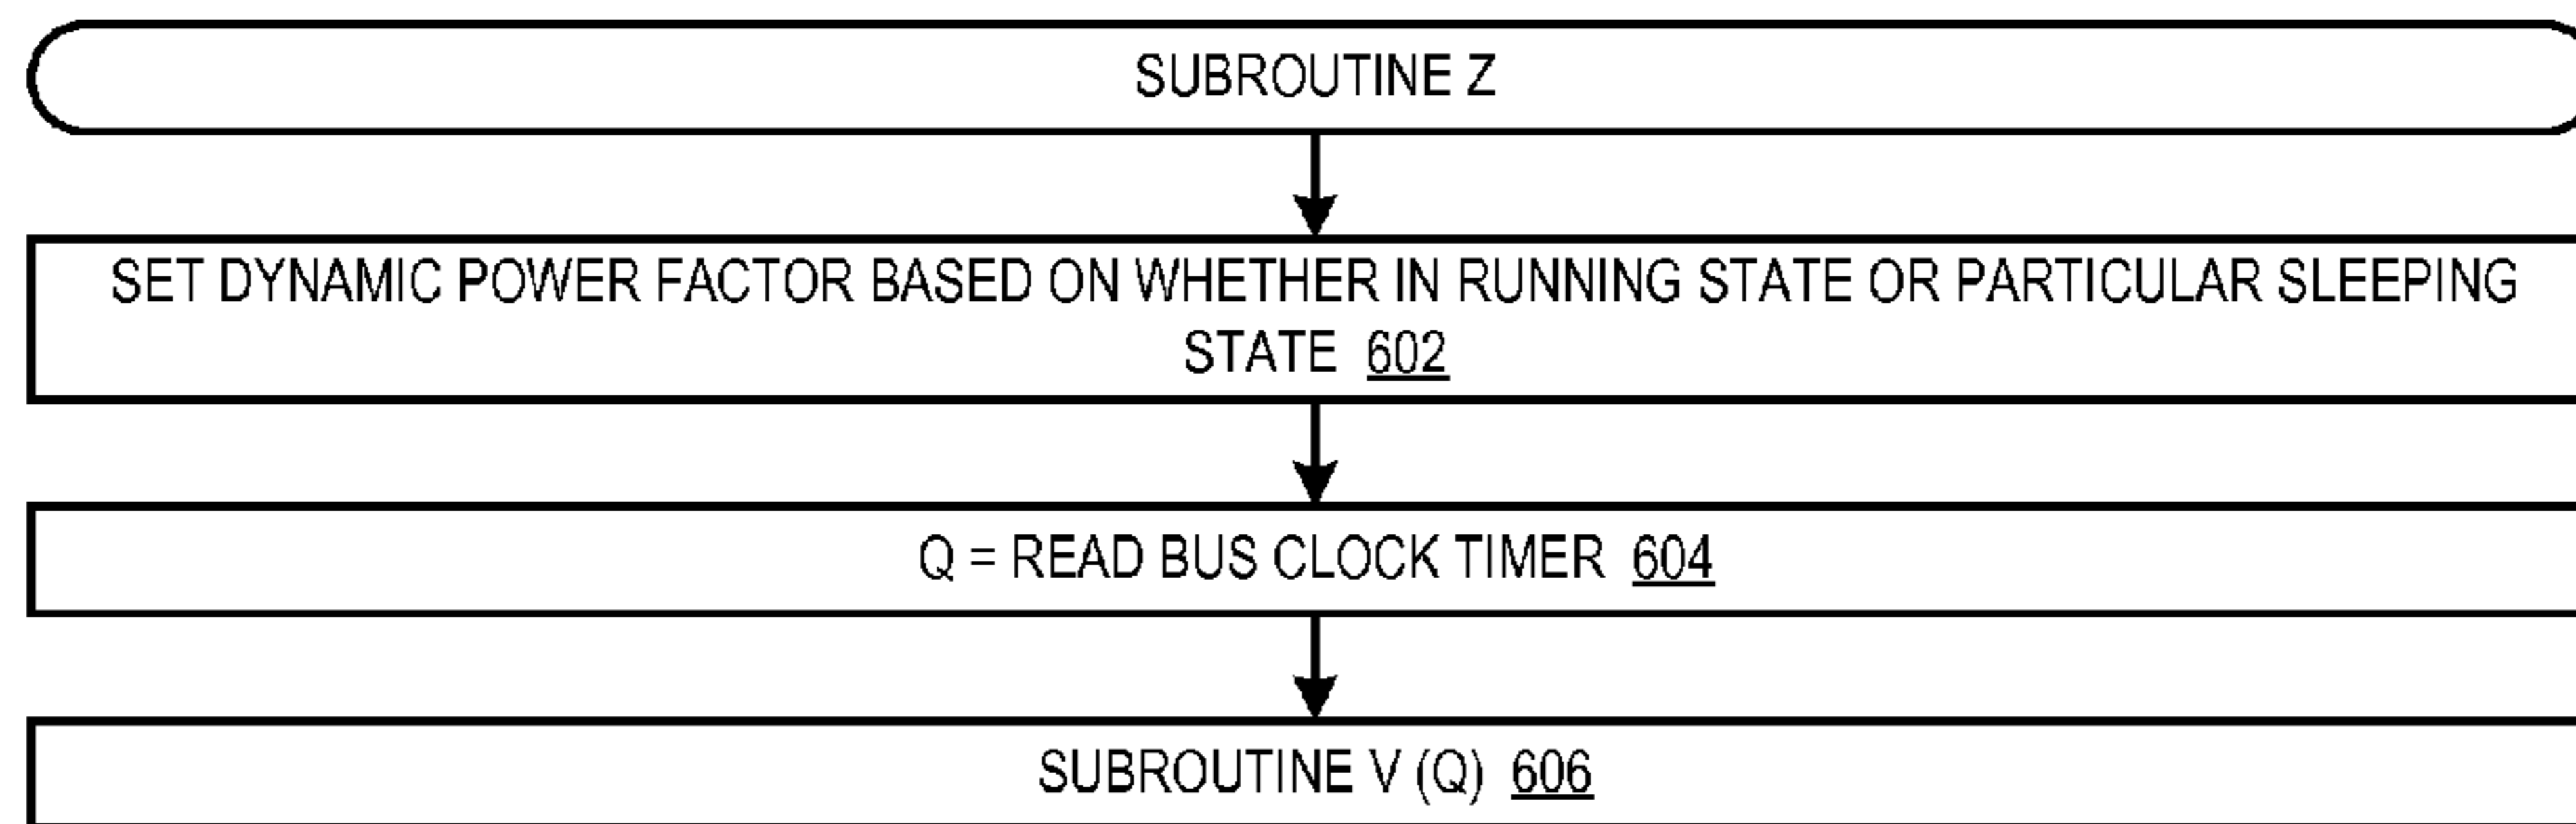 SUBROUTINE Z
SET DYNAMIC POWER FACTOR BASED ON WHETHER IN RUNNING STATE OR PARTICULAR SLEEPING
STATE 602
Q = READ BUS CLOCK TIMER 604
SUBROUTINE V (Q) 606